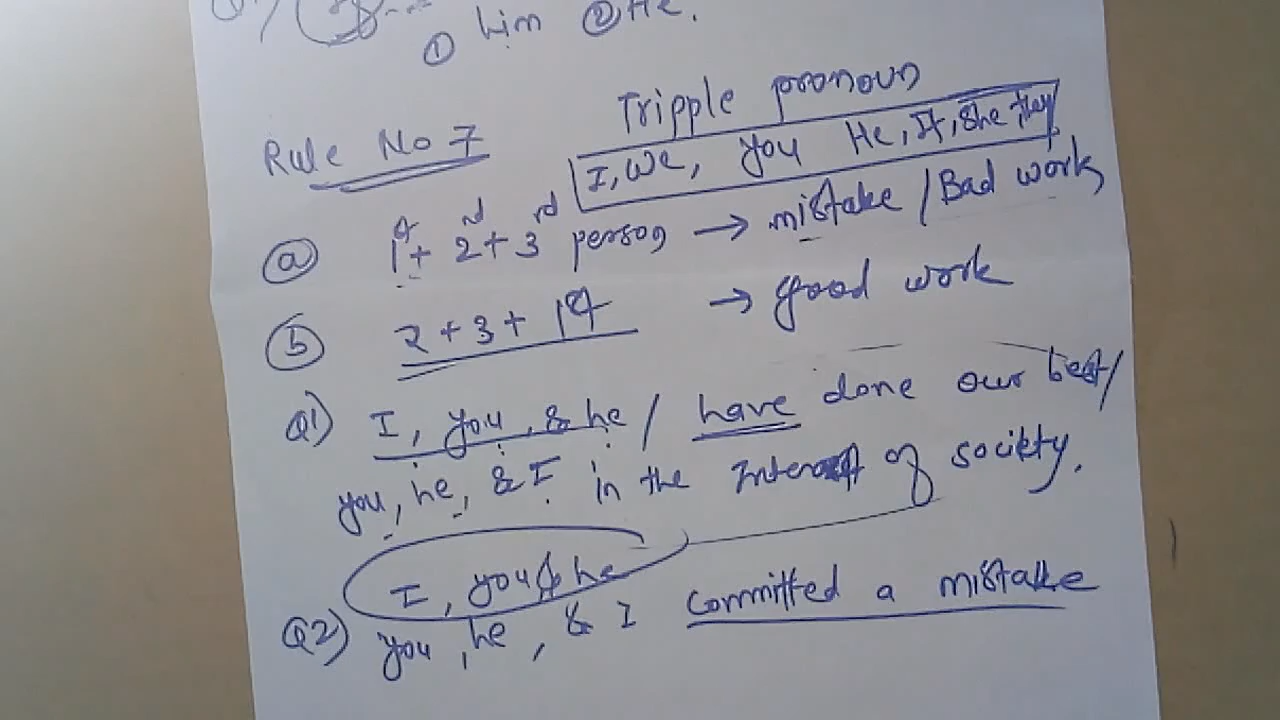 ① him ② He.
Tripple pronoun
Rule No 7
I, We, you He, It, She, they
ⓐ 1st + 2nd + 3rd person → mistake / Bad work
ⓑ 2 + 3 + 1st → good work
Q1) I, you, & he / have done our best /
you, he, & I in the Interest of society.
I, you & he
Q2) you, he, & I committed a mistake